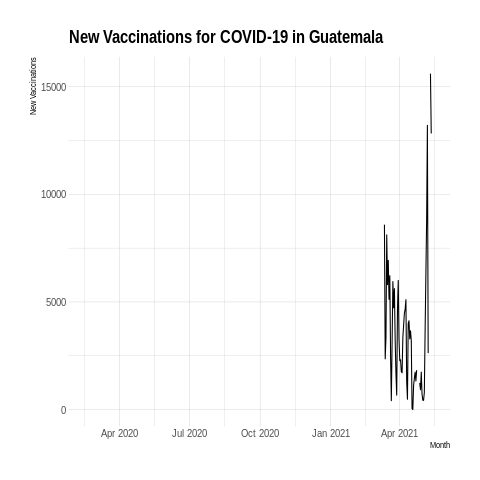 New Vaccinations for COVID-19 in Guatemala
New Vaccinations
15000
10000
5000
0
Apr 2020 Jul 2020 Oct 2020 Jan 2021 Apr 2021
Month